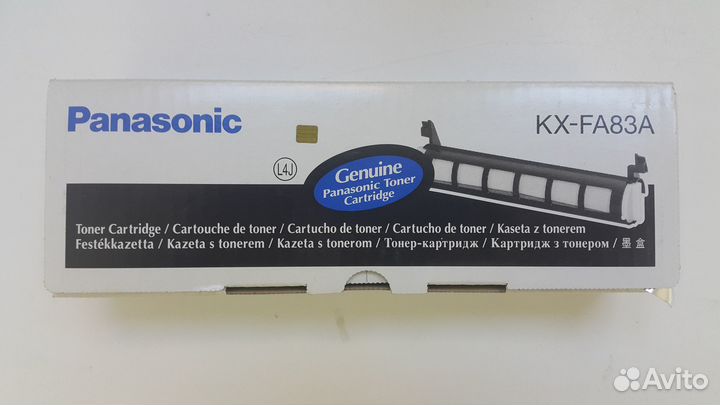 Panasonic
KX-FA83A
L4J
Genuine
Panasonic Toner
Cartridge
Toner Cartridge / Cartouche de toner / Cartucho de toner / Cartucho de toner / Kaseta z tonerem
Festékkazetta / Kazeta s tonerem / Kazeta s tonerom / Тонер-картридж / Картридж з тонером / 墨盒
Avito